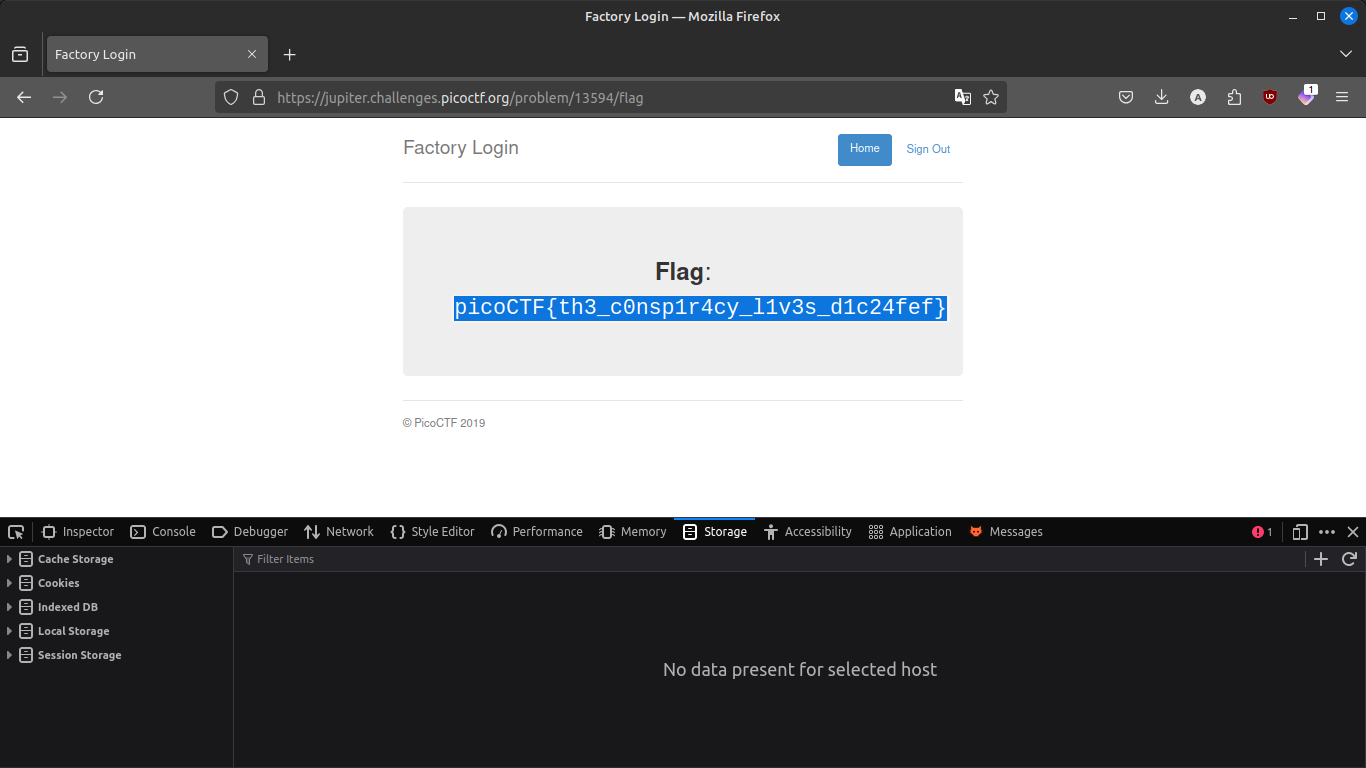 Factory Login — Mozilla Firefox
Factory Login
https://jupiter.challenges.picoctf.org/problem/13594/flag
A
1
Factory Login
Home
Sign Out
Flag:
picoCTF{th3_c0nsp1r4cy_l1v3s_d1c24fef}
© PicoCTF 2019
Inspector Console Debugger Network Style Editor Performance Memory Storage Accessibility Application Messages 1
Cache Storage
Filter Items
Cookies
Indexed DB
Local Storage
Session Storage
No data present for selected host